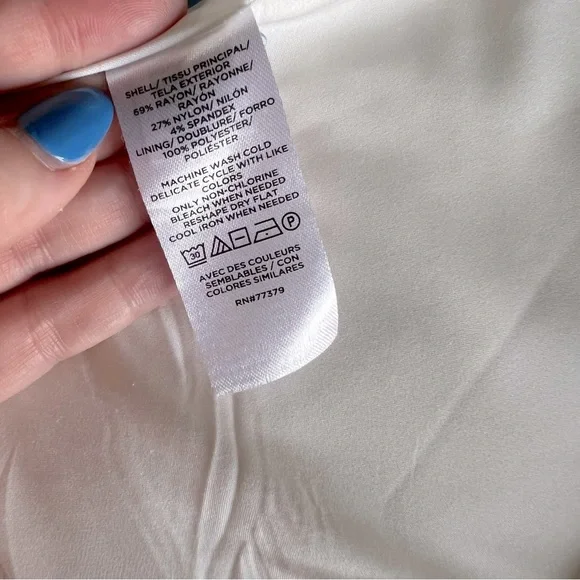 SHELL/ TISSU PRINCIPAL/
TELA EXTERIOR
69% RAYON/ RAYONNE/
RAYÓN
27% NYLON/ NILÓN
4% SPANDEX
LINING/ DOUBLURE/ FORRO
100% POLYESTER/
POLIÉSTER
MACHINE WASH COLD
DELICATE CYCLE WITH LIKE
COLORS
ONLY NON-CHLORINE
BLEACH WHEN NEEDED
RESHAPE DRY FLAT
COOL IRON WHEN NEEDED
30 P
AVEC DES COULEURS
SEMBLABLES / CON
COLORES SIMILARES
RN#77379